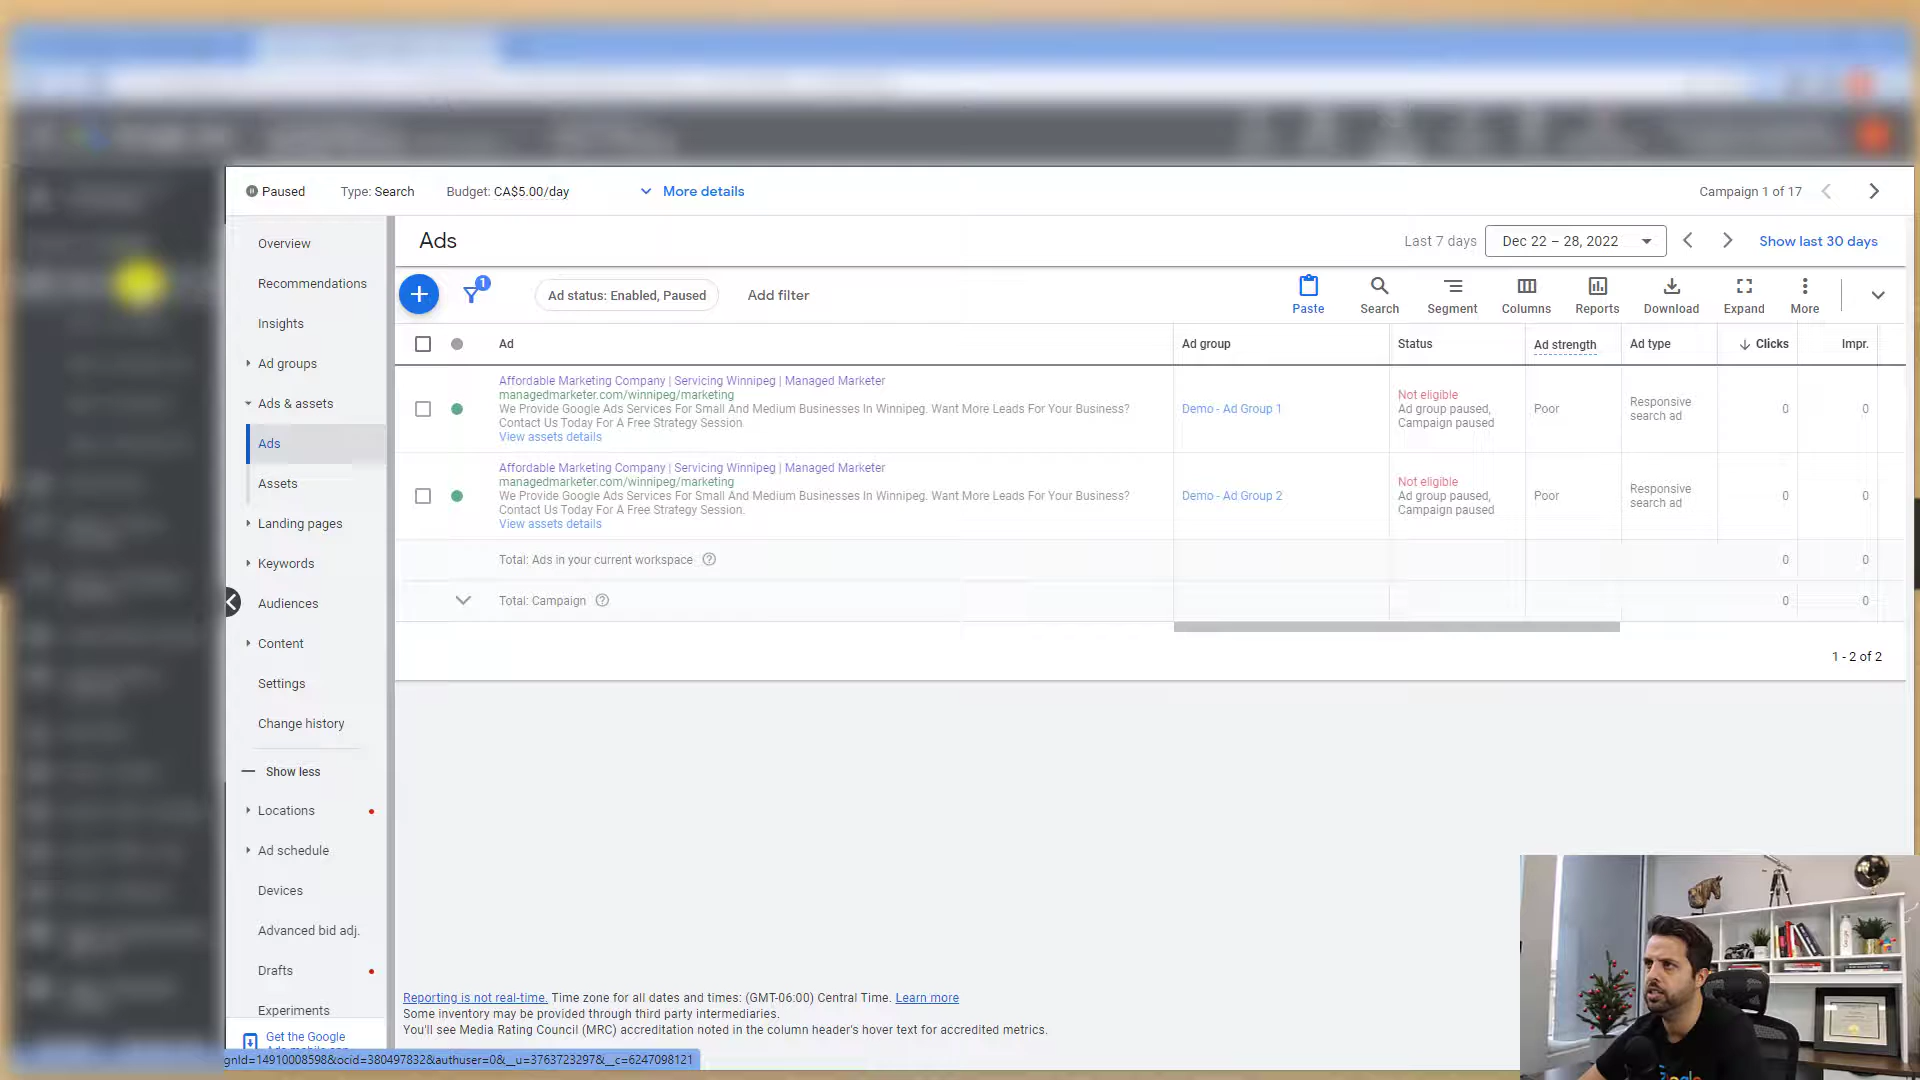 Paused Type: Search Budget: CA$5.00/day More details Campaign 1 of 17
Overview
Recommendations
Insights
Ad groups
Ads & assets
Ads
Assets
Landing pages
Keywords
Audiences
Content
Settings
Change history
Show less
Locations
Ad schedule
Devices
Advanced bid adj.
Drafts
Experiments
Get the Google
Ads Last 7 days Dec 22 – 28, 2022 Show last 30 days
1 Ad status: Enabled, Paused Add filter Paste Search Segment Columns Reports Download Expand More
Ad Ad group Status Ad strength Ad type Clicks Impr.
Affordable Marketing Company | Servicing Winnipeg | Managed Marketer
managedmarketer.com/winnipeg/marketing
We Provide Google Ads Services For Small And Medium Businesses In Winnipeg. Want More Leads For Your Business?
Contact Us Today For A Free Strategy Session.
View assets details
Demo - Ad Group 1
Not eligible
Ad group paused,
Campaign paused
Poor
Responsive
search ad
0 0
Affordable Marketing Company | Servicing Winnipeg | Managed Marketer
managedmarketer.com/winnipeg/marketing
We Provide Google Ads Services For Small And Medium Businesses In Winnipeg. Want More Leads For Your Business?
Contact Us Today For A Free Strategy Session.
View assets details
Demo - Ad Group 2
Not eligible
Ad group paused,
Campaign paused
Poor
Responsive
search ad
0 0
Total: Ads in your current workspace 0 0
Total: Campaign 0 0
1 - 2 of 2
Reporting is not real-time. Time zone for all dates and times: (GMT-06:00) Central Time. Learn more
Some inventory may be provided through third party intermediaries.
You'll see Media Rating Council (MRC) accreditation noted in the column header's hover text for accredited metrics.
gnId=14910008598&ocid=380497832&authuser=0&__u=3763723297&__c=6247098121